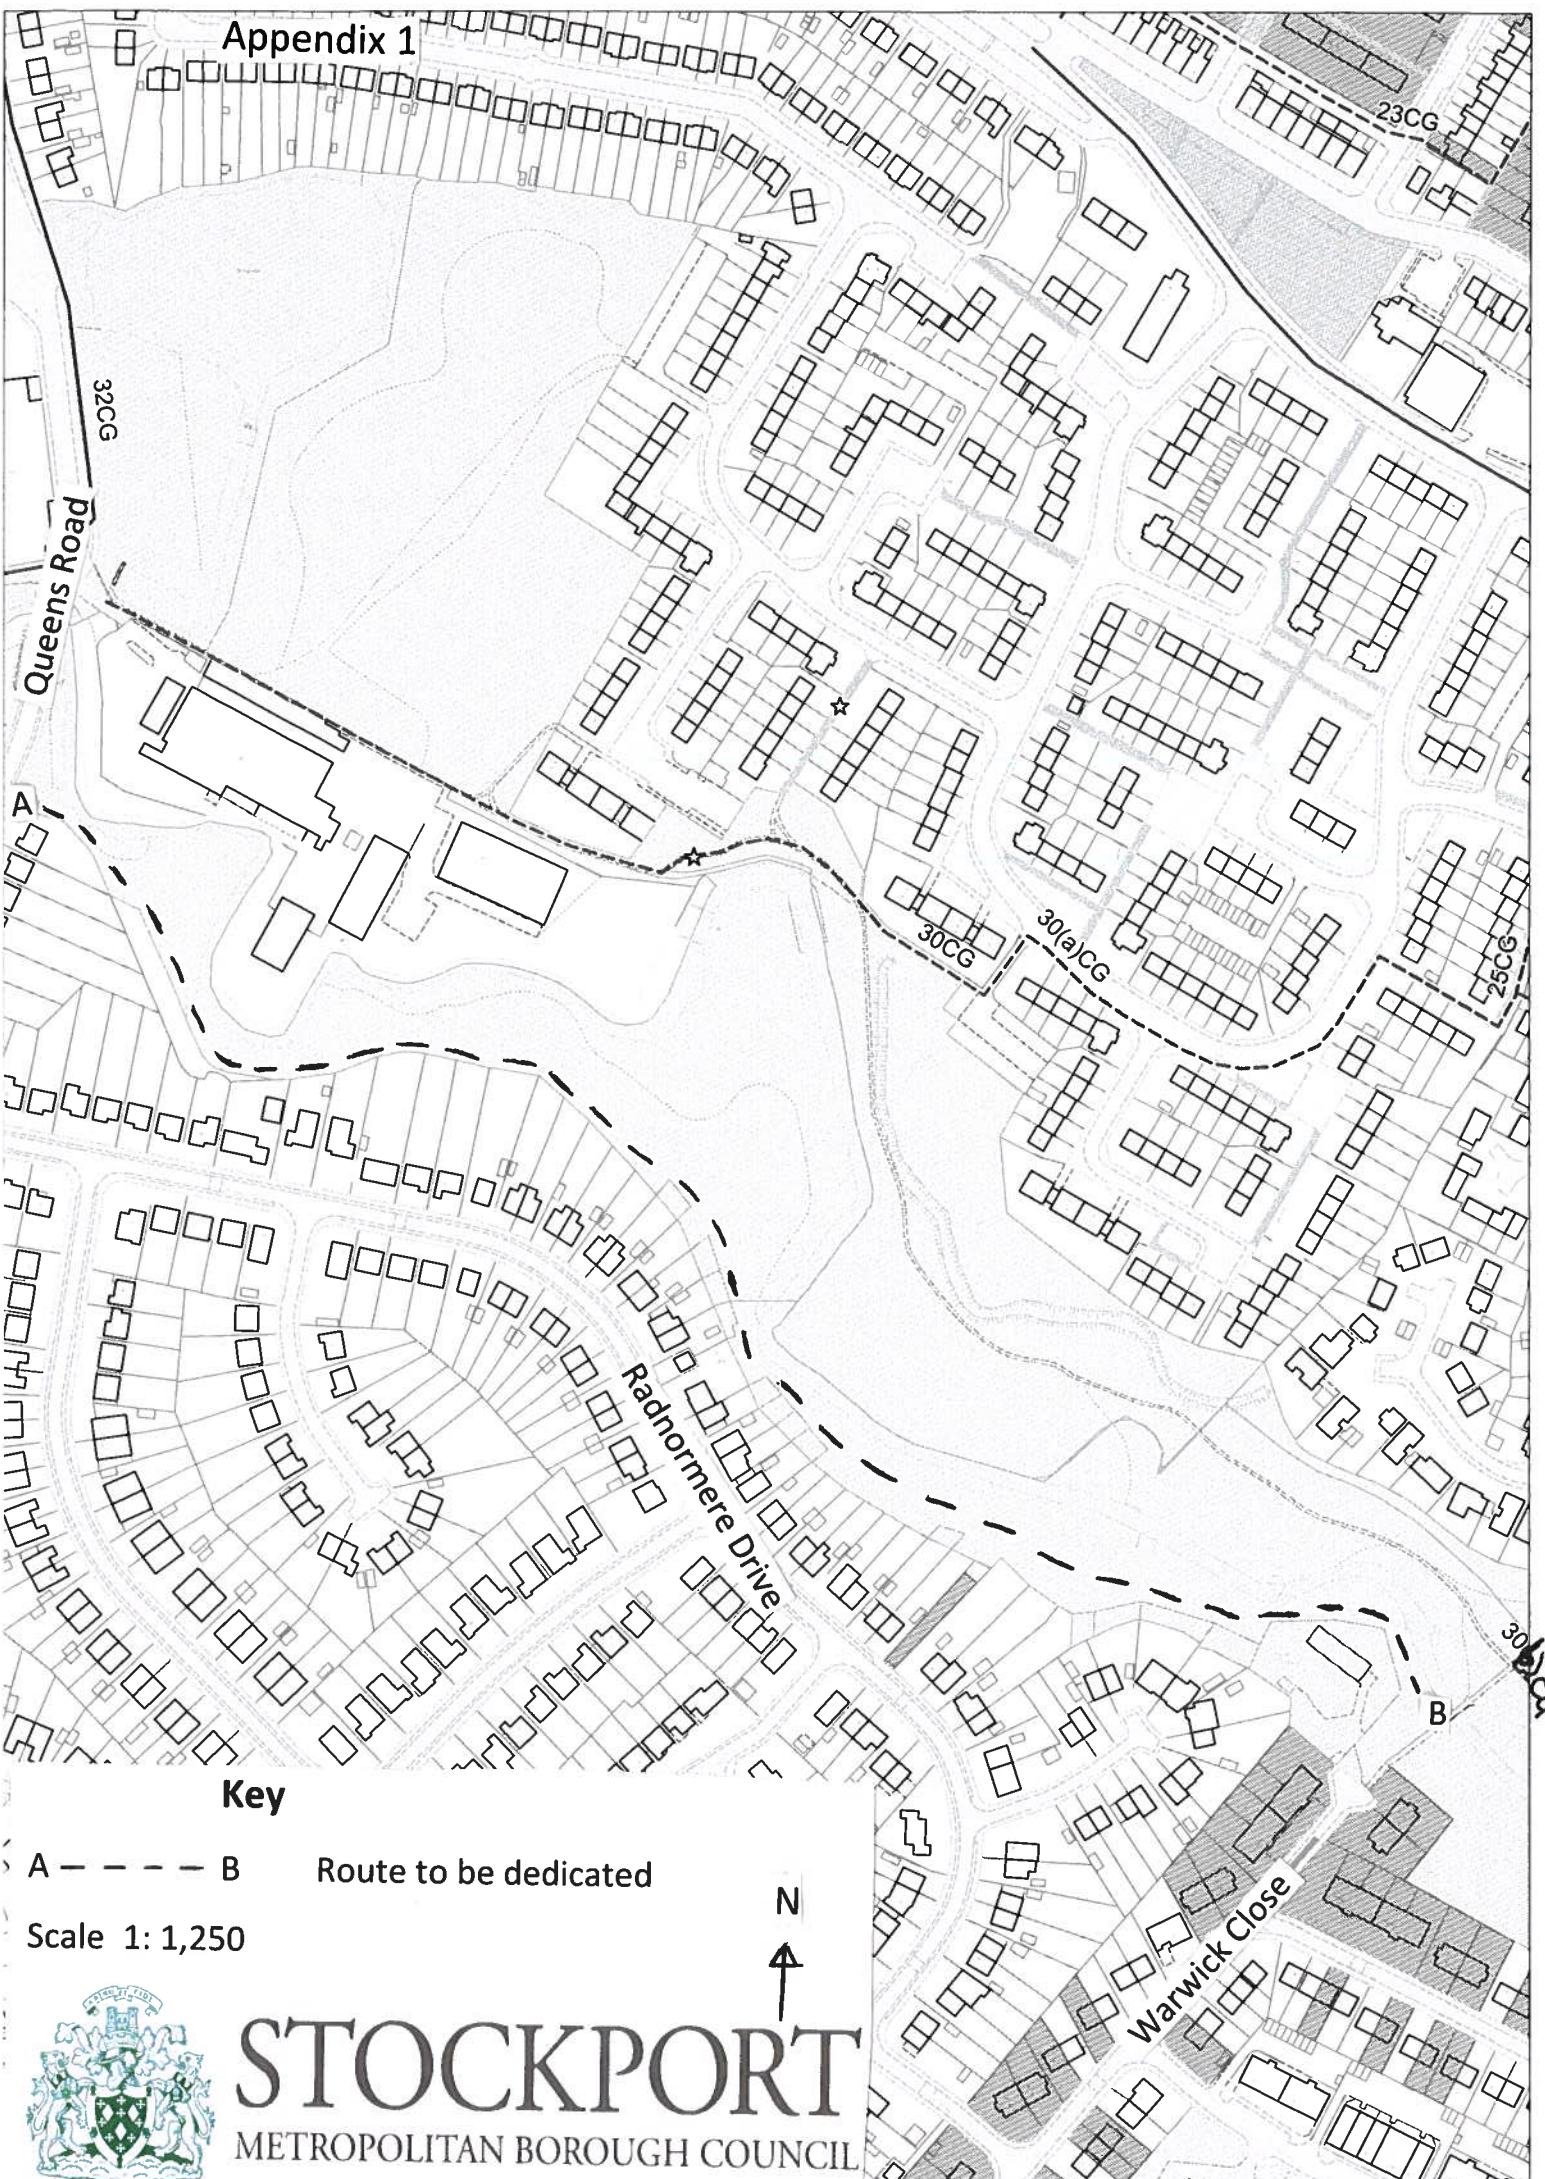 Appendix 1
23CG
32CG
Queens Road
A
30CG
30(a)CG
25CG
Radnormere Drive
30
B
Key
A – – – – – B Route to be dedicated
Scale 1: 1,250
N
Warwick Close
STOCKPORT
METROPOLITAN BOROUGH COUNCIL